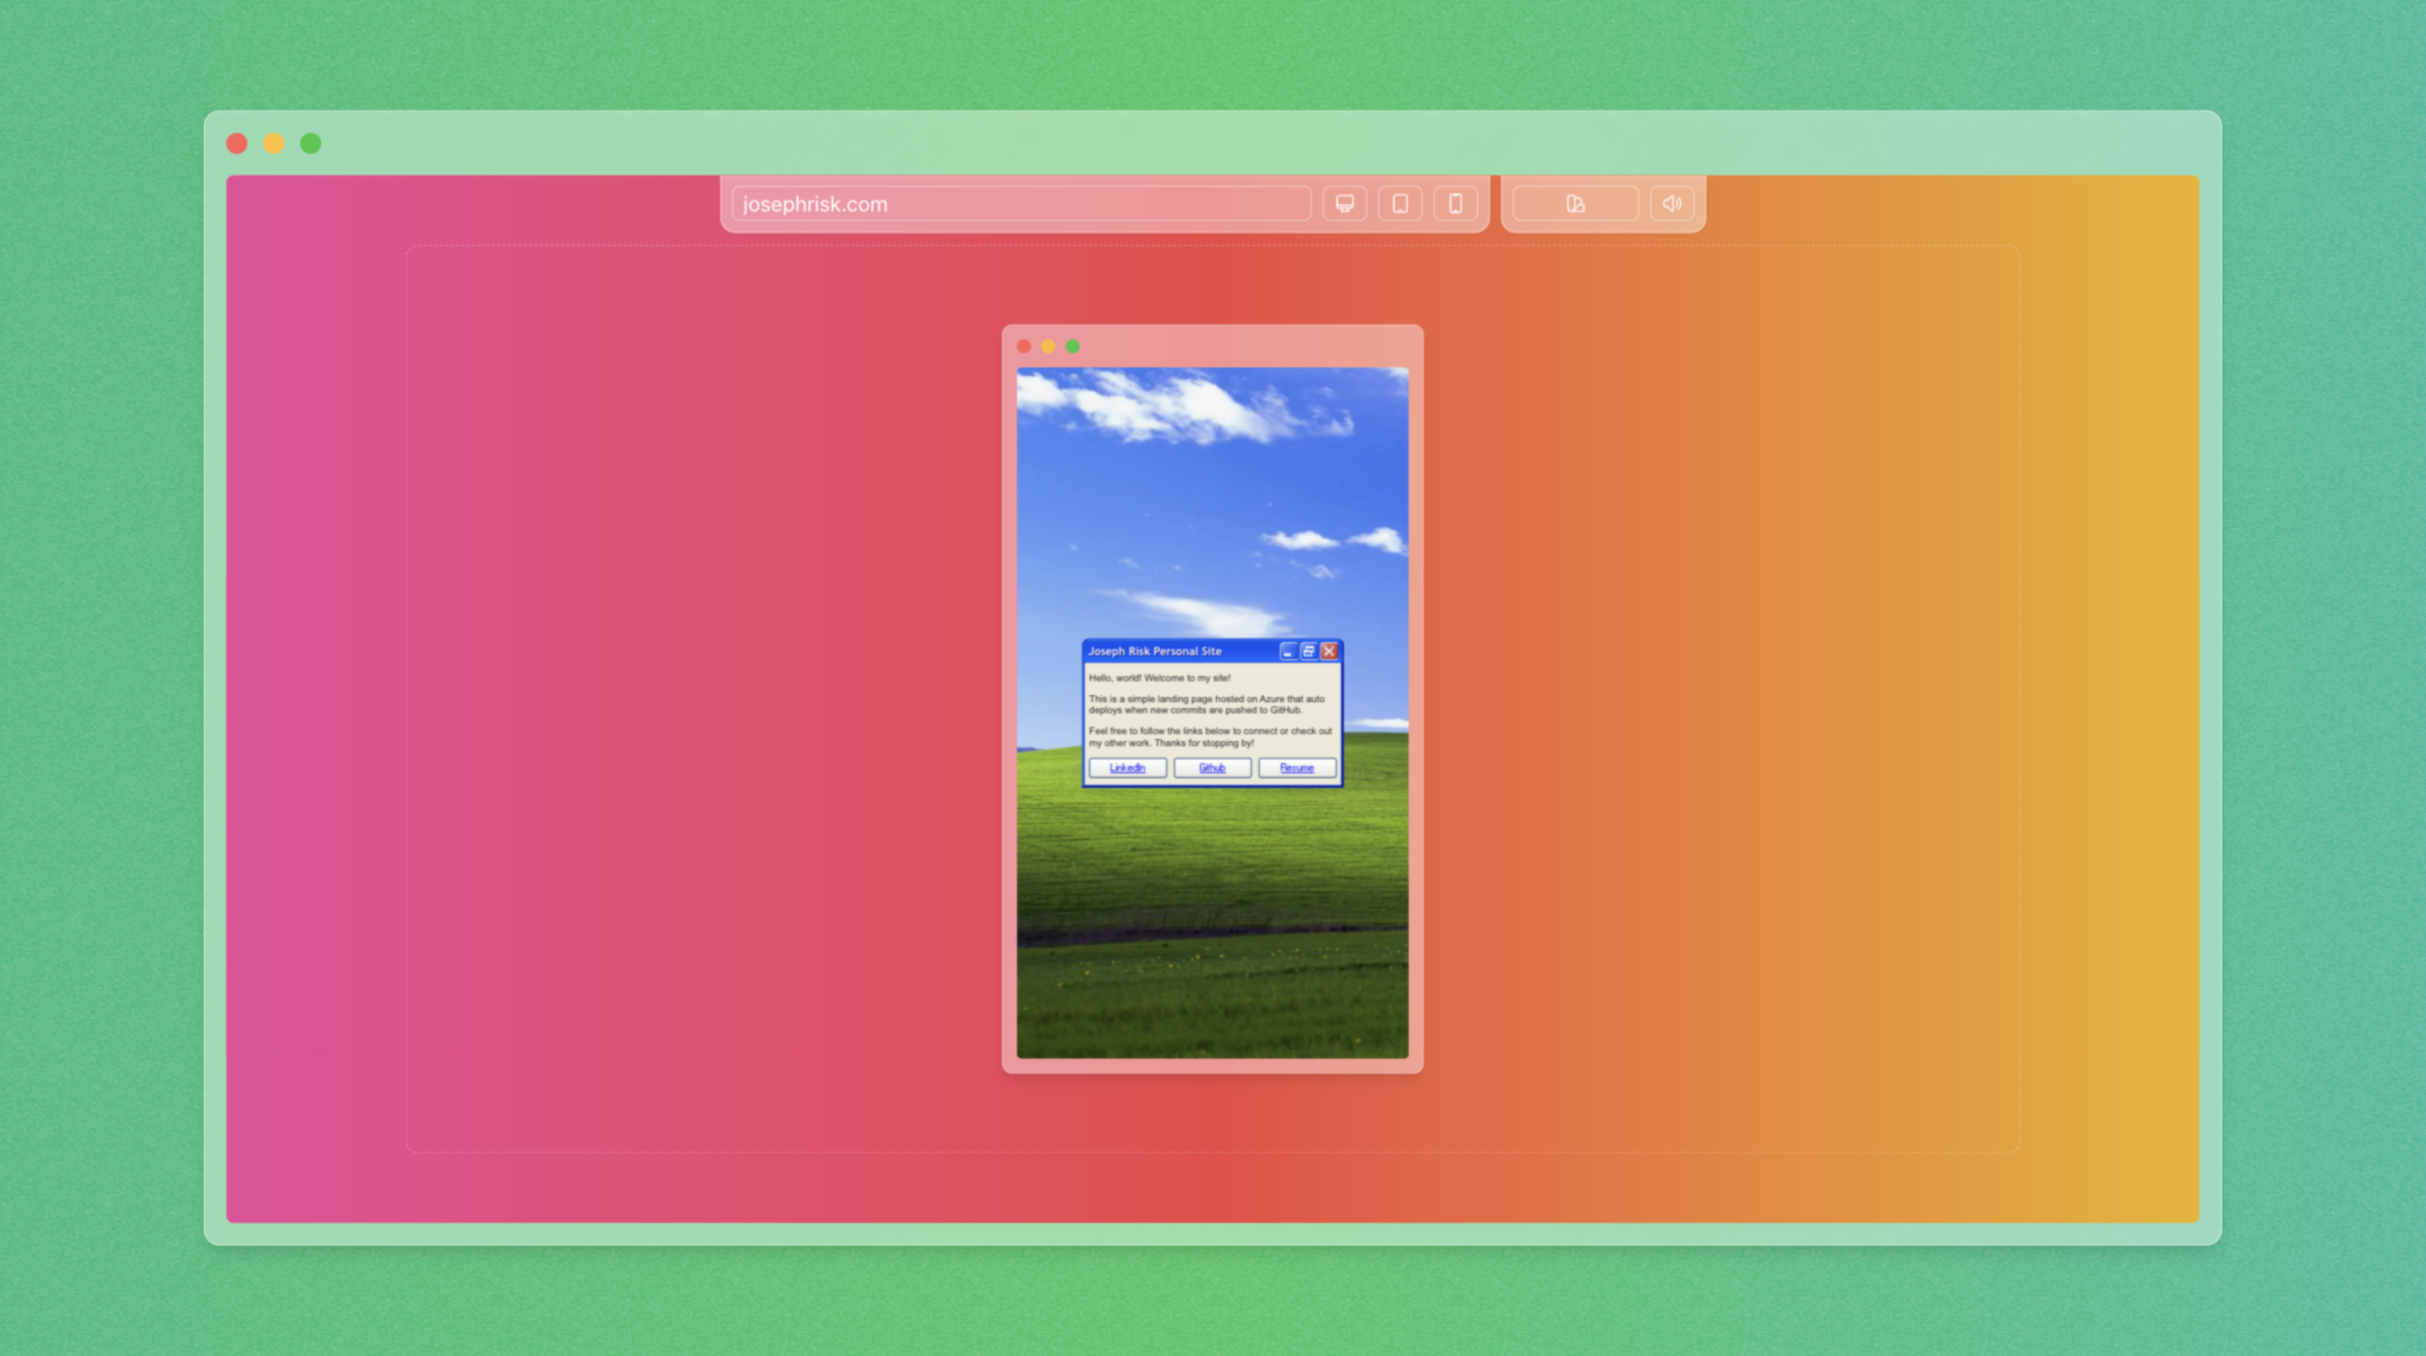 josephrisk.com
Joseph Risk Personal Site
Hello, world! Welcome to my site!
This is a simple landing page hosted on Azure that auto
deploys when new commits are pushed to GitHub.
Feel free to follow the links below to connect or check out
my other work. Thanks for stopping by!
LinkedIn Github Resume